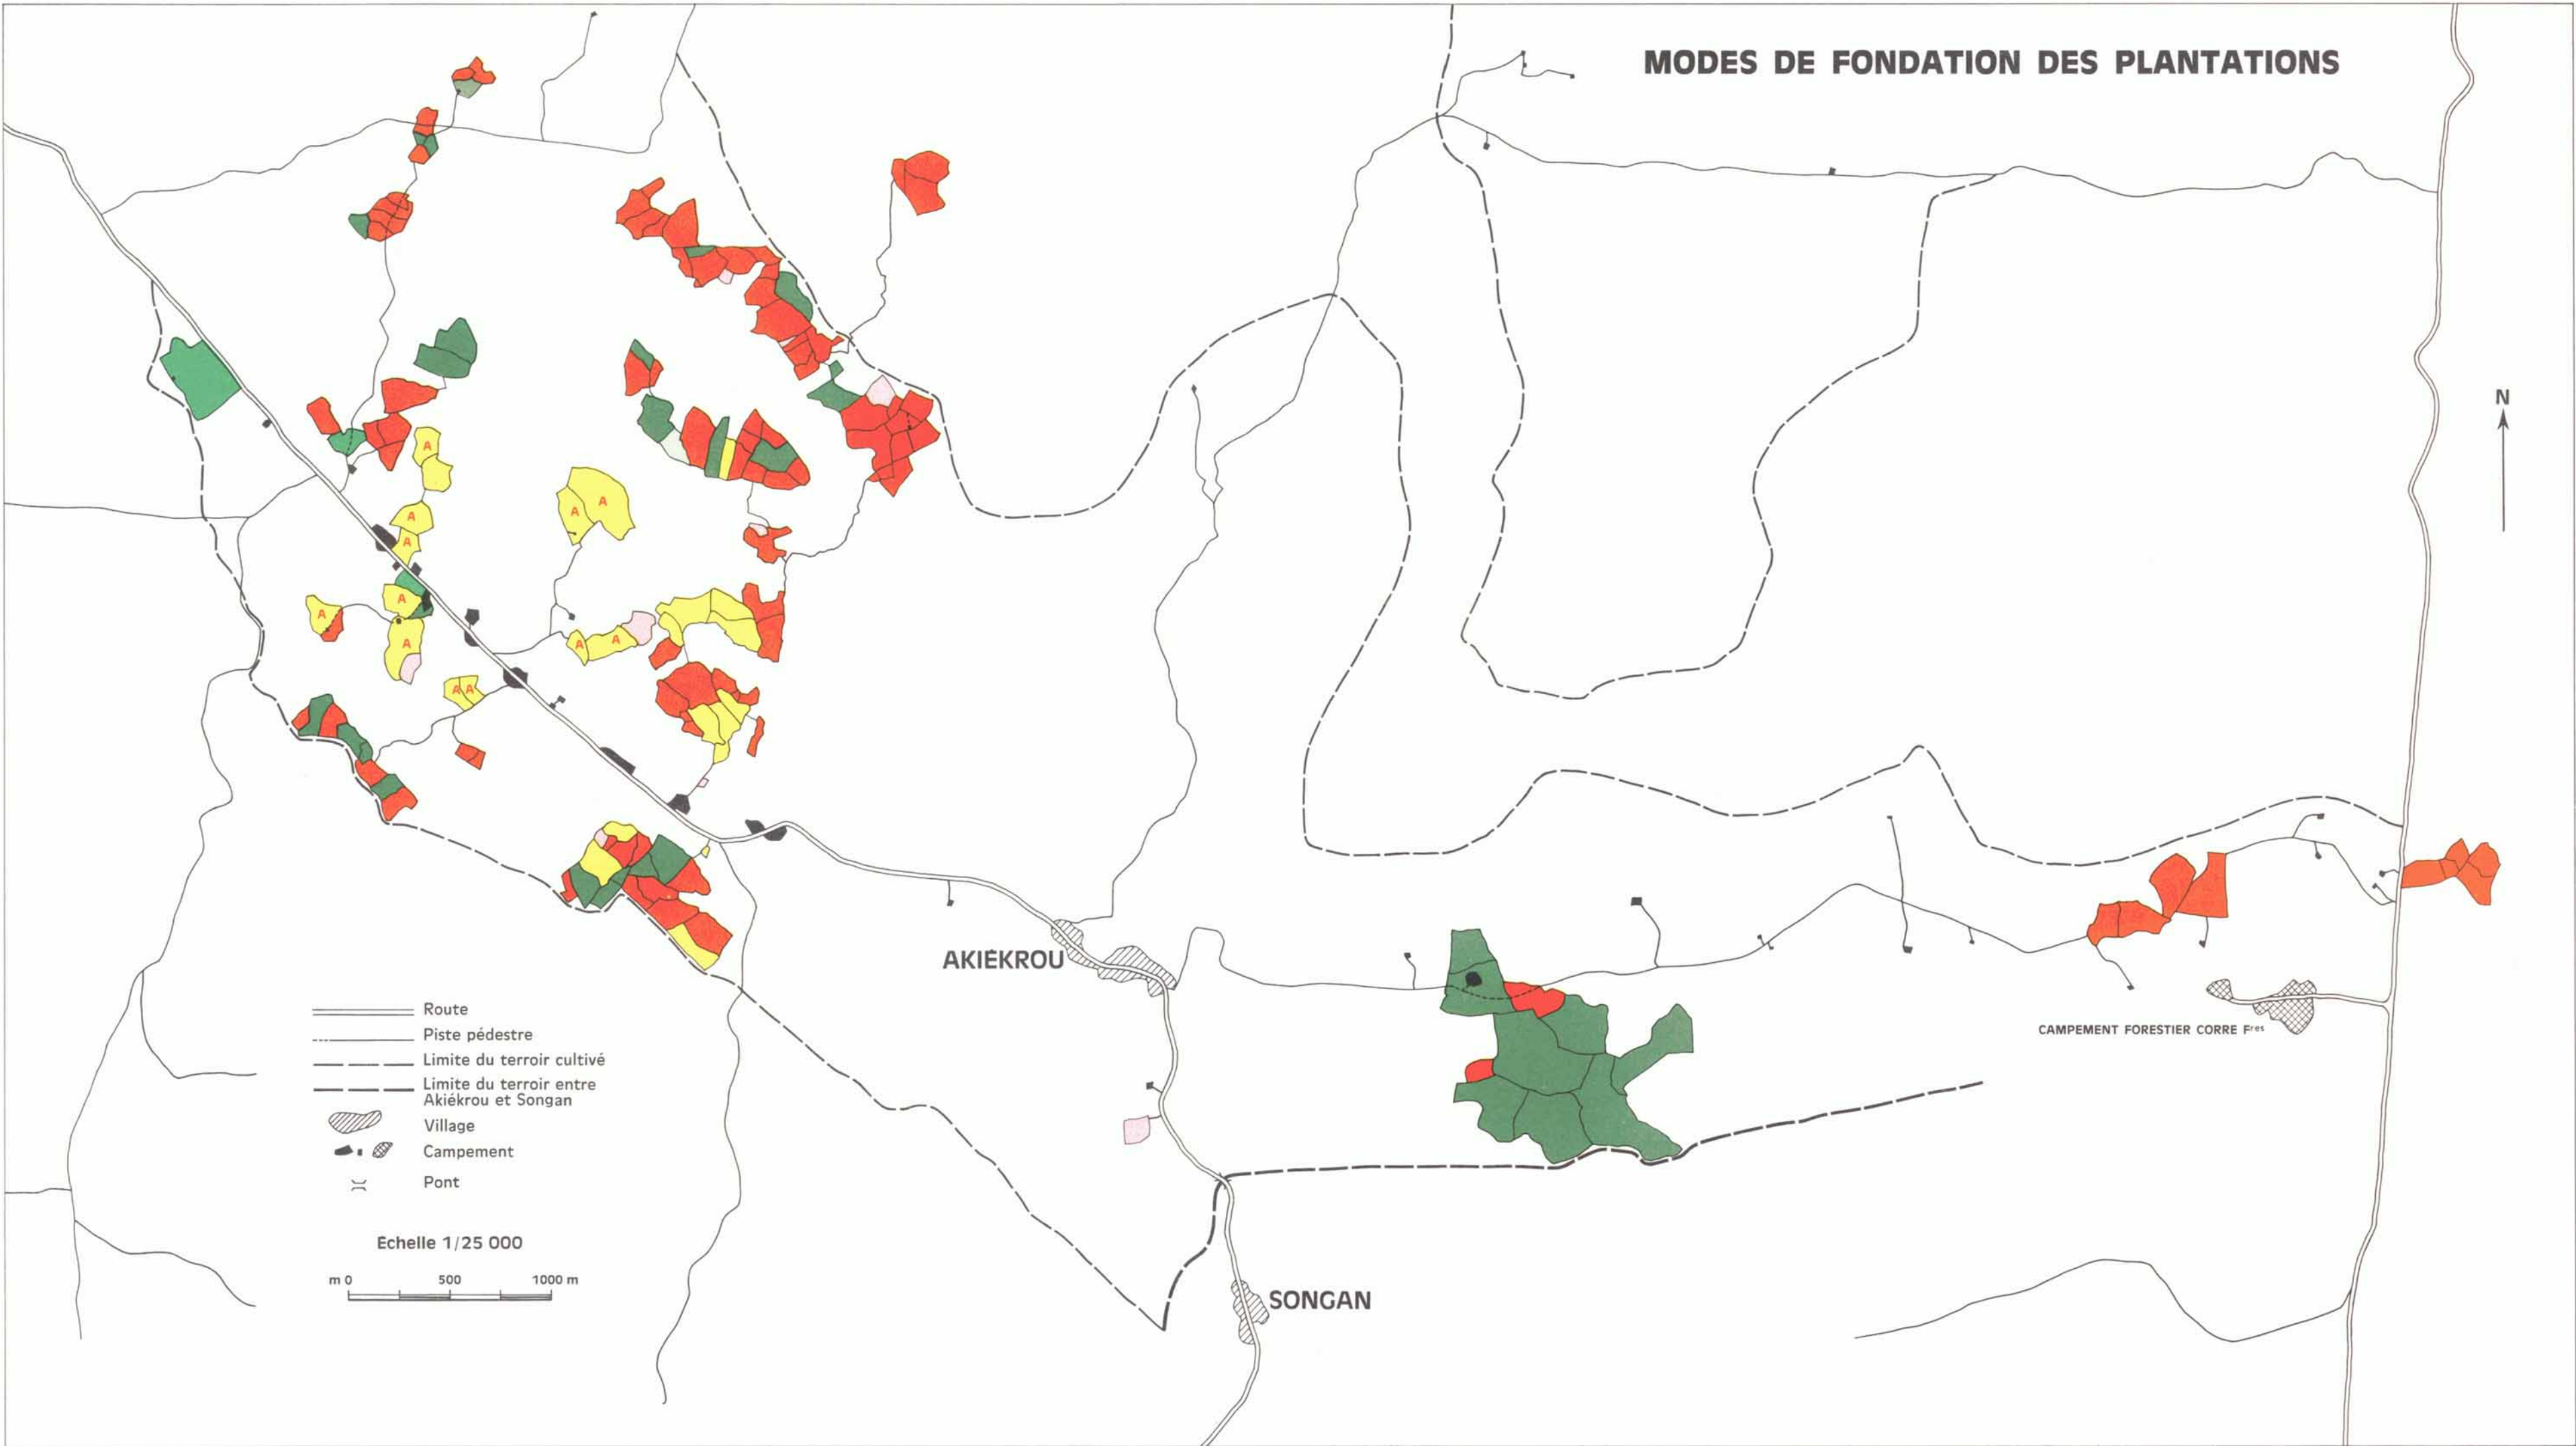 MODES DE FONDATION DES PLANTATIONS
N
A
A
A
A
A
A
A
A
A
A
A
A A
AKIÉKROU
CAMPEMENT FORESTIER CORRE Fres
Route
Piste pédestre
Limite du terroir cultivé
Limite du terroir entre
Akiékrou et Songan
Village
Campement
Pont
Echelle 1/25 000
m 0 500 1000 m
SONGAN